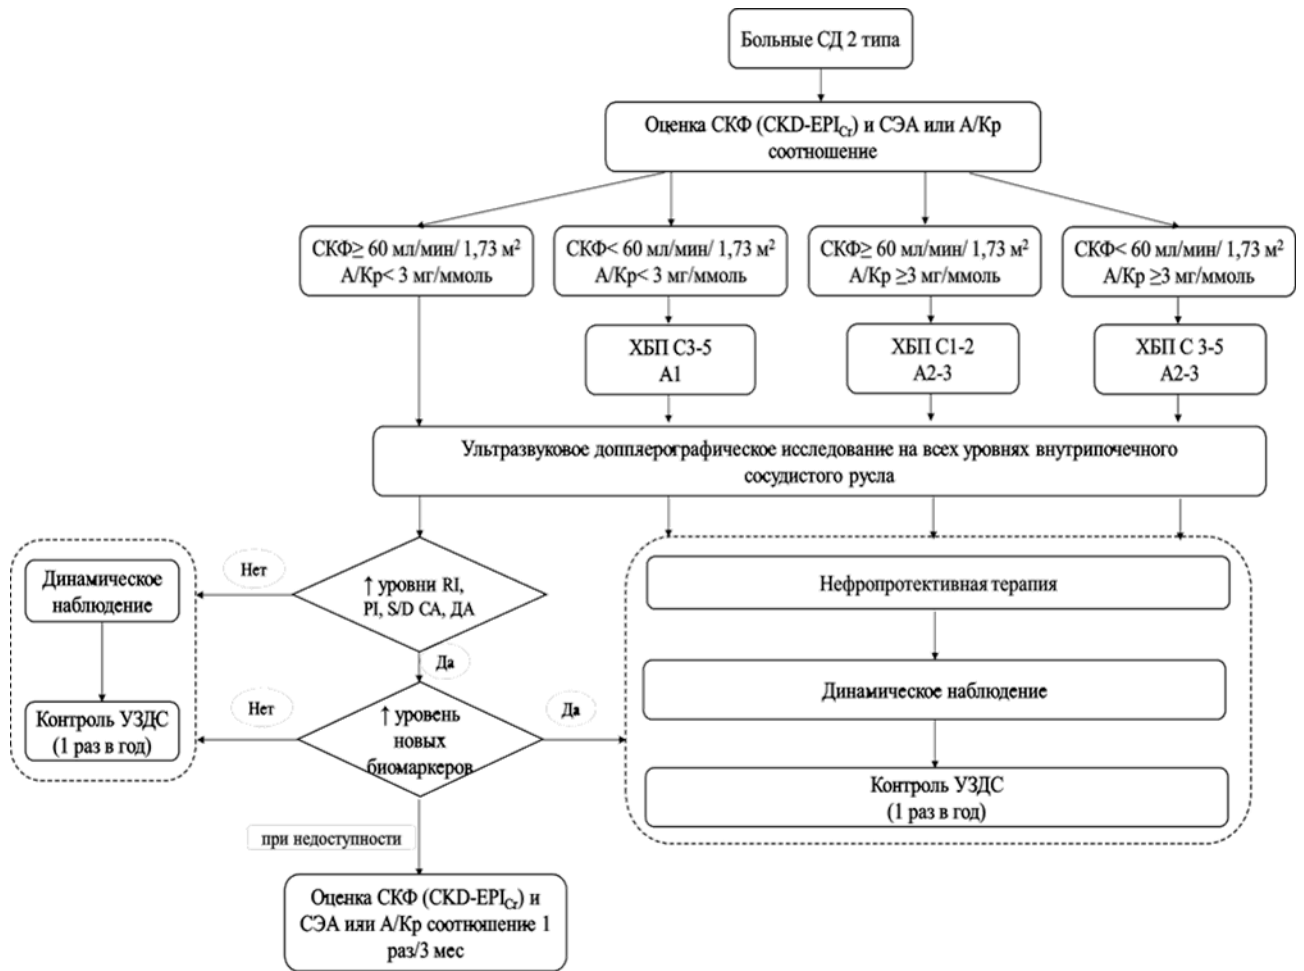 Больные СД 2 типа
Оценка СКФ (CKD-EPICr) и СЭА или А/Кр
соотношение
СКФ≥ 60 мл/мин/ 1,73 м²
А/Кр< 3 мг/ммоль
СКФ< 60 мл/мин/ 1,73 м²
А/Кр< 3 мг/ммоль
СКФ≥ 60 мл/мин/ 1,73 м²
А/Кр ≥3 мг/ммоль
СКФ< 60 мл/мин/ 1,73 м²
А/Кр ≥3 мг/ммоль
ХБП С3-5
А1
ХБП С1-2
А2-3
ХБП С 3-5
А2-3
Ультразвуковое допплерографическое исследование на всех уровнях внутрипочечного
сосудистого русла
Динамическое
наблюдение
Нет
↑ уровни RI,
PI, S/D СА, ДА
Да
Нефропротективная терапия
Контроль УЗДС
(1 раз в год)
Нет
↑ уровень
новых
биомаркеров
Да
Динамическое наблюдение
Контроль УЗДС
(1 раз в год)
при недоступности
Оценка СКФ (CKD-EPICr) и
СЭА или А/Кр соотношение 1
раз/3 мес